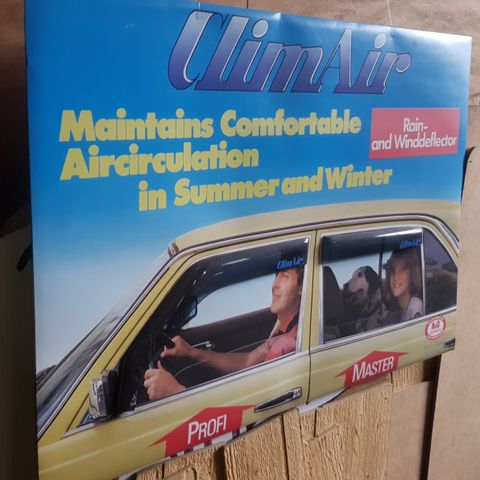 ClimAir
Maintains Comfortable
Aircirculation
in Summer and Winter
Rain-
and Winddeflector
ClimAir
ClimAir
PROFI
MASTER